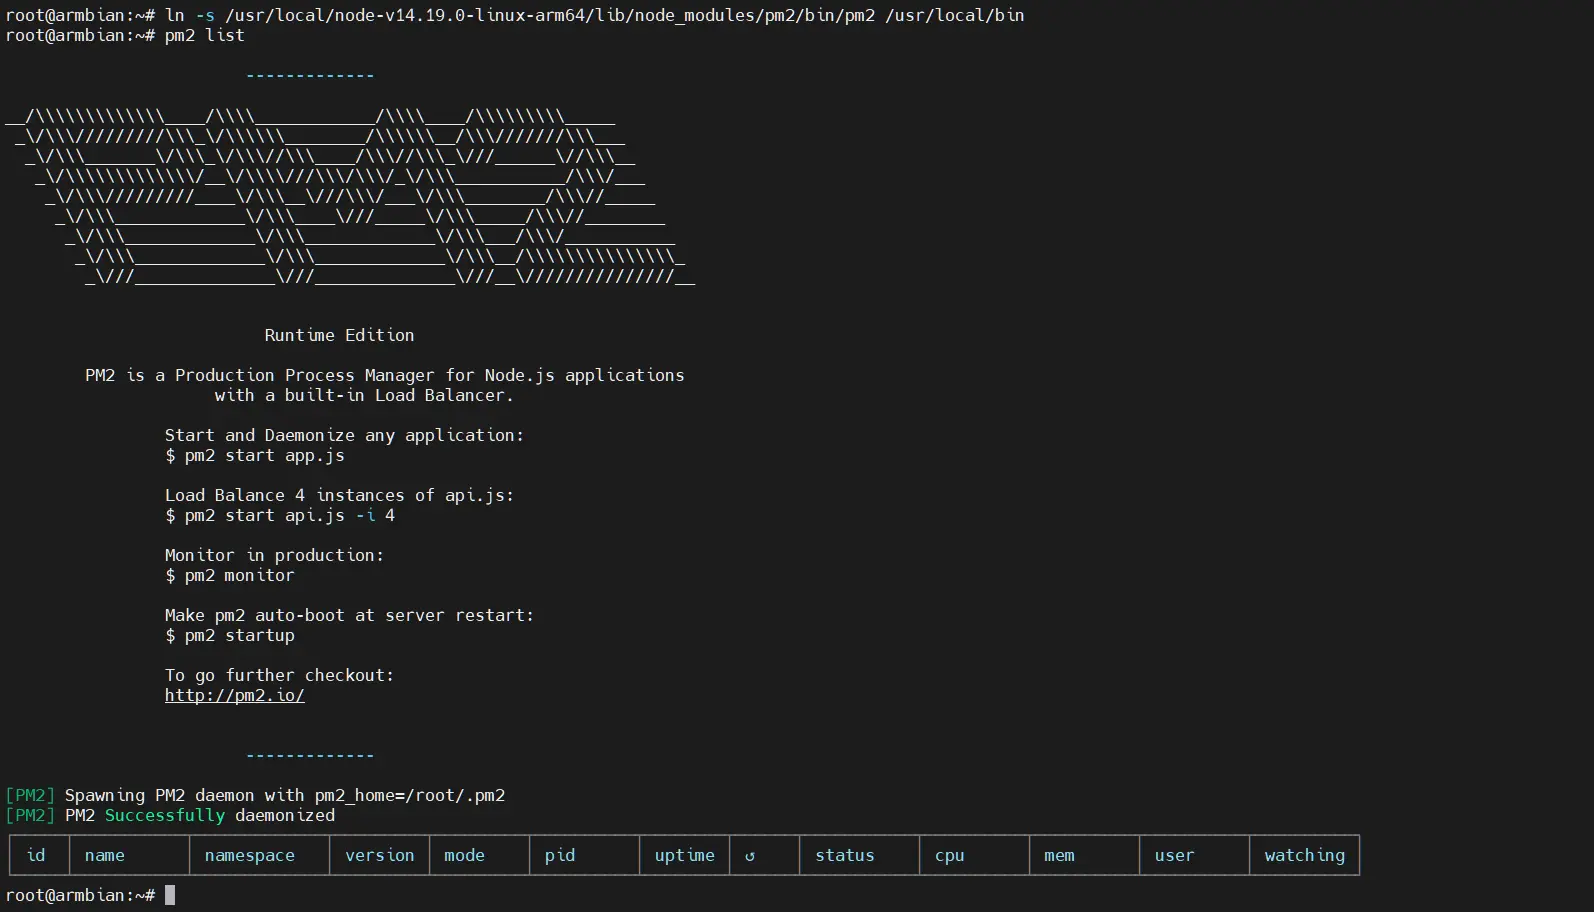 root@armbian:~# ln -s /usr/local/node-v14.19.0-linux-arm64/lib/node_modules/pm2/bin/pm2 /usr/local/bin
root@armbian:~# pm2 list
-------------
__/\\\\\\\\\\\\\____/\\\\____________/\\\\____/\\\\\\\\\_____
_\/\\\/////////\\\_\/\\\\\\________/\\\\\\__/\\\///////\\\___
_\/\\\_______\/\\\_\/\\\//\\\____/\\\//\\\_\///______\//\\\__
_\/\\\\\\\\\\\\\/__\/\\\\///\\\/\\\/_\/\\\___________/\\\/___
_\/\\\/////////____\/\\\__\///\\\/___\/\\\________/\\\//_____
_\/\\\_____________\/\\\____\///_____\/\\\_____/\\\//________
_\/\\\_____________\/\\\_____________\/\\\___/\\\/___________
_\/\\\_____________\/\\\_____________\/\\\__/\\\\\\\\\\\\\\\_
_\///______________\///______________\///__\///////////////__
Runtime Edition
PM2 is a Production Process Manager for Node.js applications
with a built-in Load Balancer.
Start and Daemonize any application:
$ pm2 start app.js
Load Balance 4 instances of api.js:
$ pm2 start api.js -i 4
Monitor in production:
$ pm2 monitor
Make pm2 auto-boot at server restart:
$ pm2 startup
To go further checkout:
http://pm2.io/
-------------
[PM2] Spawning PM2 daemon with pm2_home=/root/.pm2
[PM2] PM2 Successfully daemonized
id name namespace version mode pid uptime ↺ status cpu mem user watching
root@armbian:~#